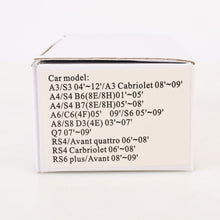 Car model:
A3/S3 04'~12'/A3 Cabriolet 08'~09'
A4/S4 B6(8E/8H)01'~05'
A4/S4 B7(8E/8H)05'~08'
A6/C6(4F)05' 09'/S6 05'~09'
A8/S8 D3(4E) 03'~07'
Q7 07'~09'
RS4/Avant quattro 06'~08'
RS4 Carbriolet 06'~08'
RS6 plus/Avant 08'~09'